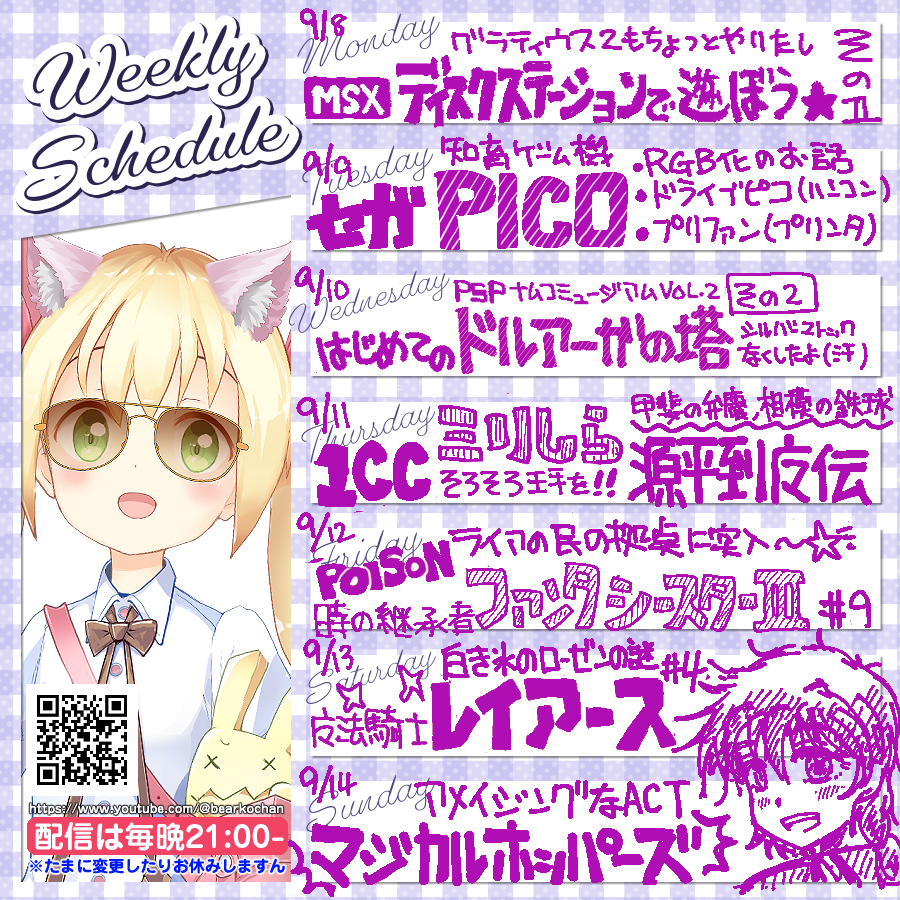 Weekly
Schedule
9/8
Monday
グラディウス2もちょっとやりたし
MSX
ディスクステーションで遊ぼう★
その11
9/9
Tuesday
知育ゲーム機
セガ
PICO
・RGB化のお話
・ドライブピコ(ハンコン)
・プリファン(プリンタ)
9/10
Wednesday
PSP ナムコミュージアムVOL.2
その2
はじめての
ドルアーガの塔
シルバーストック
なくしたよ(汗)
9/11
Thursday
1CC
ミリしら
そろそろ王手を!!
甲斐の弁慶,相模の鉄球
源平到広伝
9/12
Friday
POISON
ライアの民の拠点に突入〜☆彡
時の継承者
ファンタシースターIII
#9
9/13
Saturday
白き氷のローゼンの謎
#4
広法騎士
レイアース
9/14
Sunday
アメイジングなACT
マジカルホッパーズ
https://www.youtube.com/@bearkochan
配信は毎晩21:00-
※たまに変更したりお休みしません